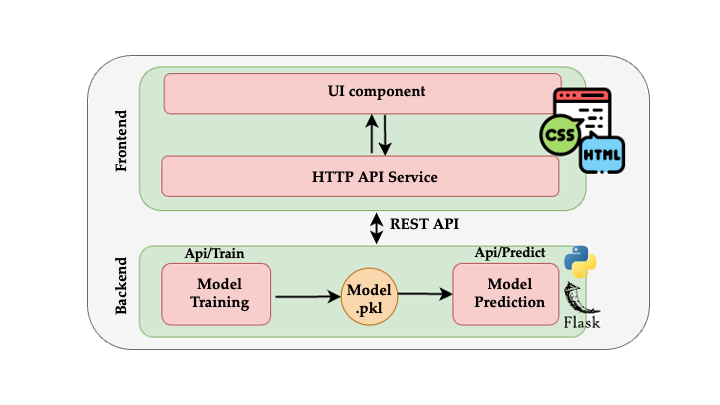 Frontend
UI component
CSS
HTML
HTTP API Service
REST API
Backend
Api/Train
Api/Predict
Model
Training
Model
.pkl
Model
Prediction
Flask